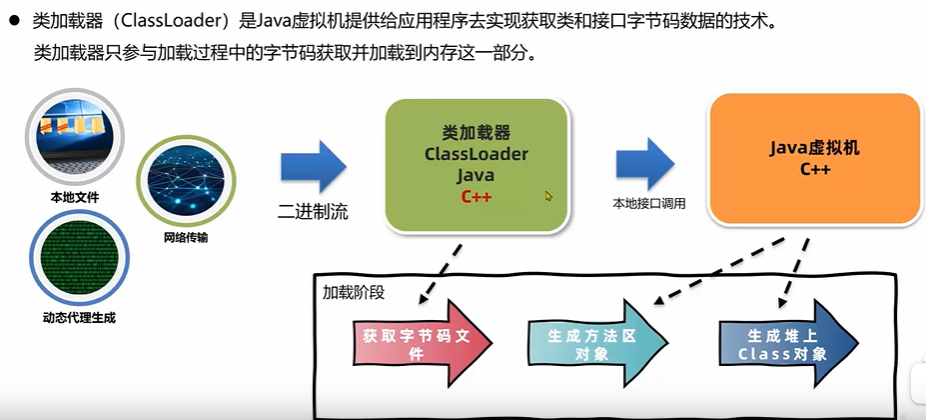 ● 类加载器（ClassLoader）是Java虚拟机提供给应用程序去实现获取类和接口字节码数据的技术。
类加载器只参与加载过程中的字节码获取并加载到内存这一部分。
本地文件
网络传输
动态代理生成
二进制流
类加载器
ClassLoader
Java
C++
本地接口调用
Java虚拟机
C++
加载阶段
获取字节码文
件
生成方法区
对象
生成堆上
Class对象